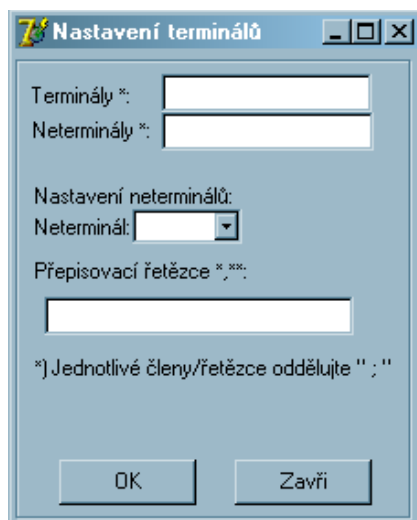 Nastavení terminálů
Terminály *:
Neterminály *:
Nastavení neterminálů:
Neterminál:
Přepisovací řetězce *,**:
*) Jednotlivé členy/řetězce oddělujte " ; "
OK Zavři